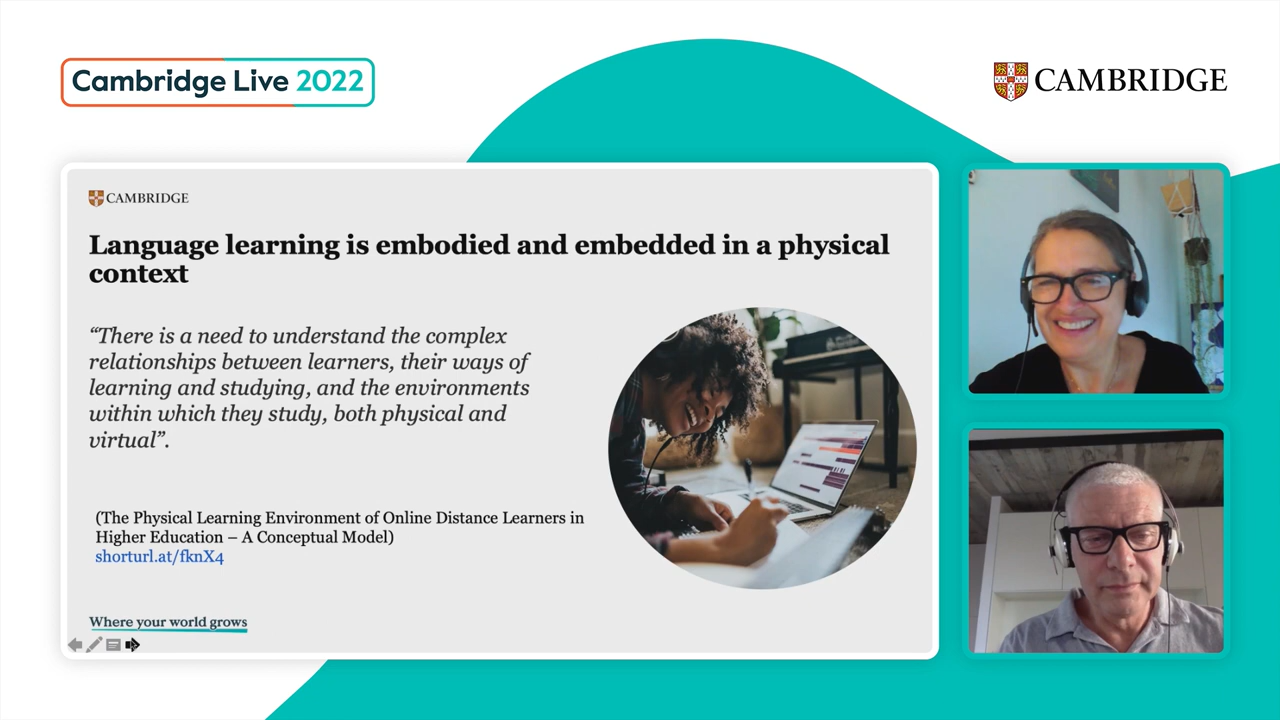 Cambridge Live 2022
CAMBRIDGE
CAMBRIDGE
Language learning is embodied and embedded in a physical
context
“There is a need to understand the complex
relationships between learners, their ways of
learning and studying, and the environments
within which they study, both physical and
virtual”.
(The Physical Learning Environment of Online Distance Learners in
Higher Education – A Conceptual Model)
shorturl.at/fknX4
Where your world grows